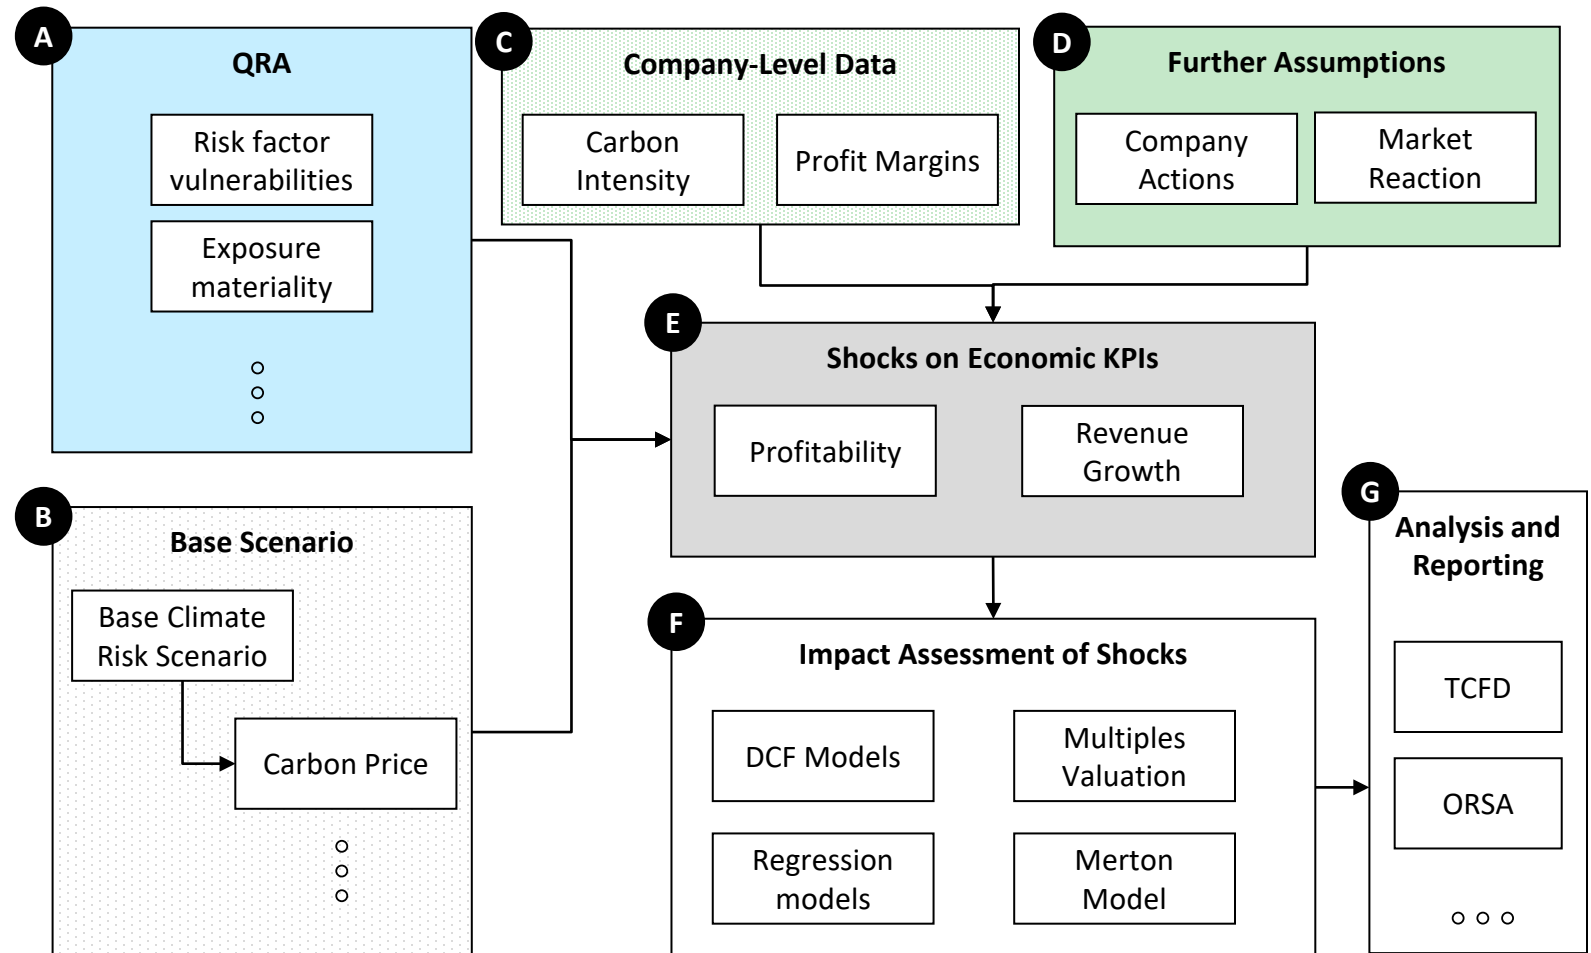 A
QRA
Risk factor
vulnerabilities
Exposure
materiality
B
Base Scenario
Base Climate
Risk Scenario
Carbon Price
C
Company-Level Data
Carbon
Intensity
Profit Margins
D
Further Assumptions
Company
Actions
Market
Reaction
E
Shocks on Economic KPIs
Profitability
Revenue
Growth
F
Impact Assessment of Shocks
DCF Models
Multiples
Valuation
Regression
models
Merton
Model
G
Analysis and
Reporting
TCFD
ORSA